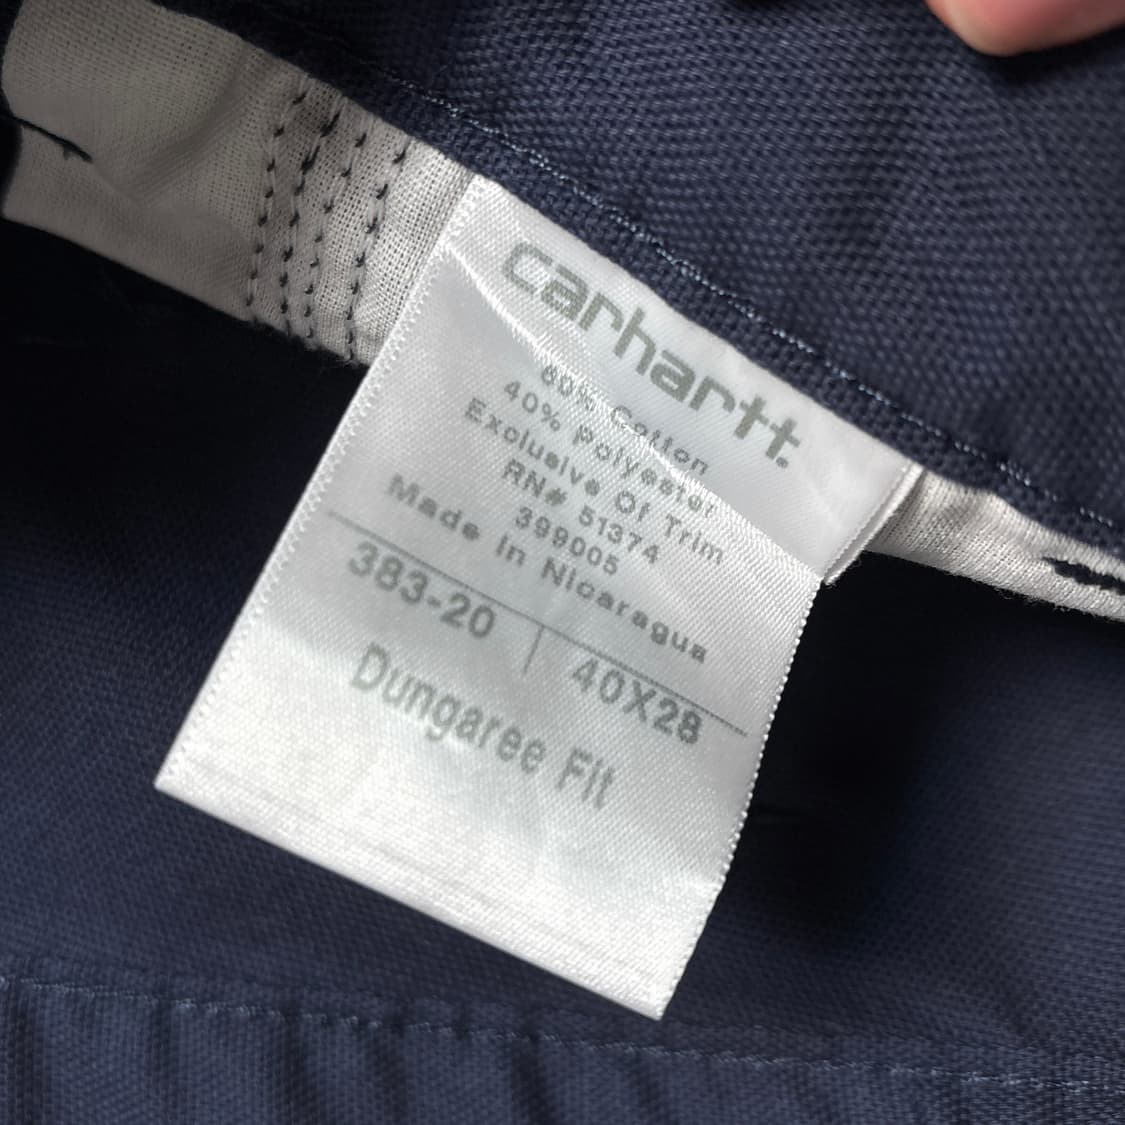 carhartt.
60% Cotton
40% Polyester
Exclusive Of Trim
RN# 51374
399005
Made In Nicaragua
383-20
40X28
Dungaree Fit